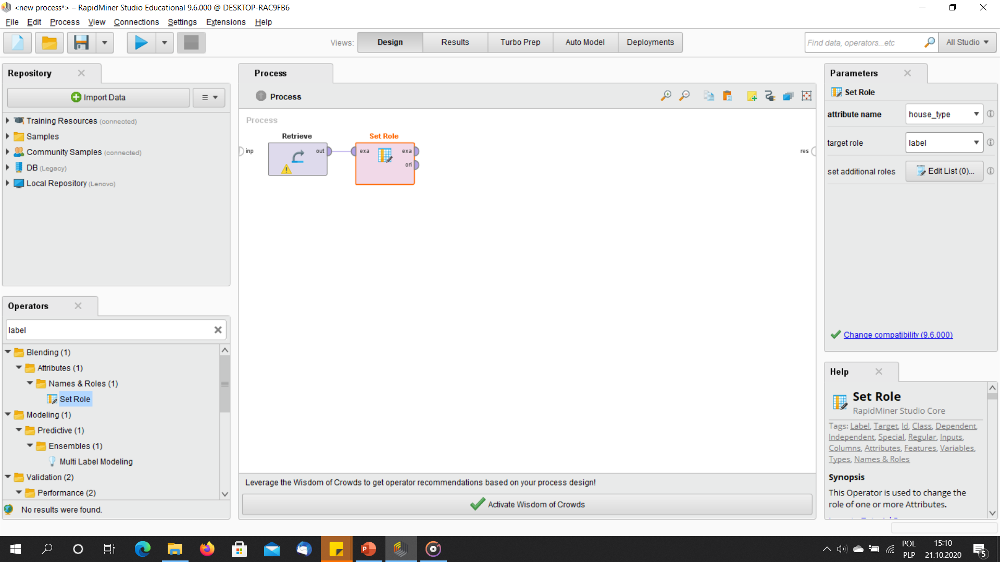 <new process*> – RapidMiner Studio Educational 9.6.000 @ DESKTOP-RAC9FB6
File Edit Process View Connections Settings Extensions Help
Views: Design Results Turbo Prep Auto Model Deployments
Find data, operators...etc
All Studio
Repository
Import Data
Training Resources (connected)
Samples
Community Samples (connected)
DB (Legacy)
Local Repository (Lenovo)
Operators
label
Blending (1)
Attributes (1)
Names & Roles (1)
Set Role
Modeling (1)
Predictive (1)
Ensembles (1)
Multi Label Modeling
Validation (2)
Performance (2)
No results were found.
Process
Process
Process
inp
Retrieve
out
Set Role
exa
exa
ori
res
Leverage the Wisdom of Crowds to get operator recommendations based on your process design!
Activate Wisdom of Crowds
Parameters
Set Role
attribute name house_type
target role label
set additional roles Edit List (0)...
Change compatibility (9.6.000)
Help
Set Role
RapidMiner Studio Core
Tags: Label, Target, Id, Class, Dependent,
Independent, Special, Regular, Inputs,
Columns, Attributes, Features, Variables,
Types, Names & Roles
Synopsis
This Operator is used to change the
role of one or more Attributes.
POL
PLP
15:10
21.10.2020
5